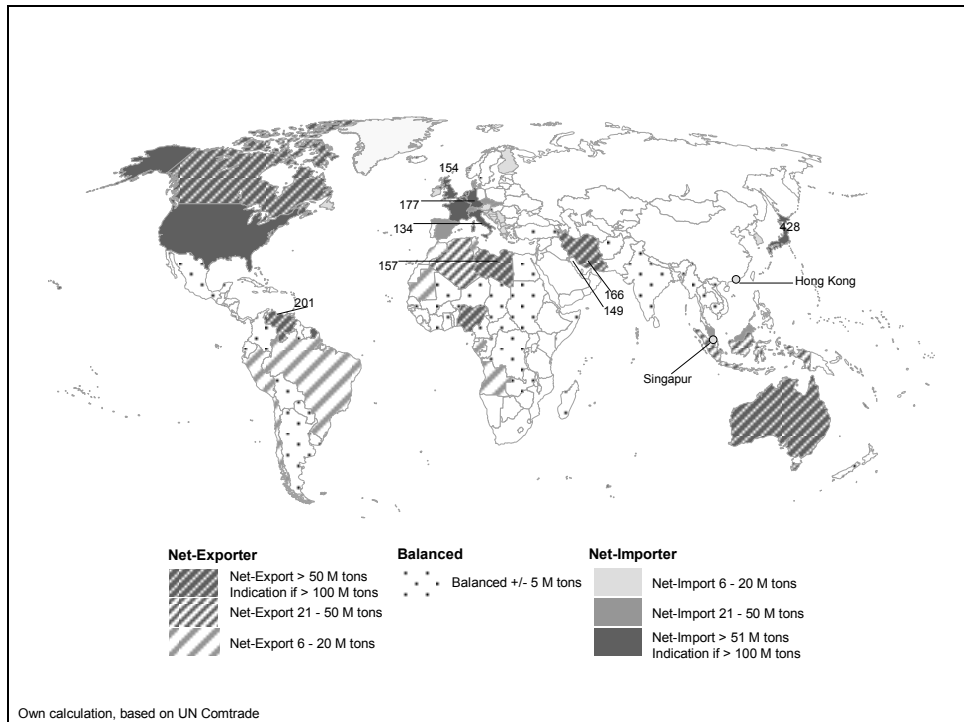 154
177
134
428
157
Hong Kong
166
149
201
Singapur
Net-Exporter
Net-Export > 50 M tons
Indication if > 100 M tons
Net-Export 21 - 50 M tons
Net-Export 6 - 20 M tons
Balanced
Balanced +/- 5 M tons
Net-Importer
Net-Import 6 - 20 M tons
Net-Import 21 - 50 M tons
Net-Import > 51 M tons
Indication if > 100 M tons
Own calculation, based on UN Comtrade